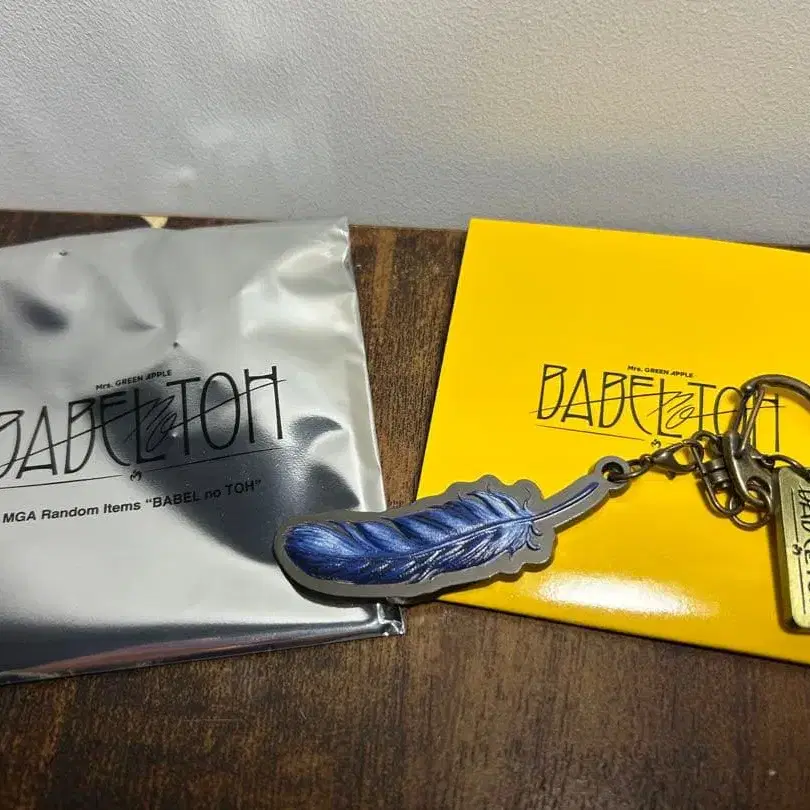 Mrs. GREEN APPLE
BABEL no TOH
MGA Random Items "BABEL no TOH"
Mrs. GREEN APPLE
BABEL no TOH